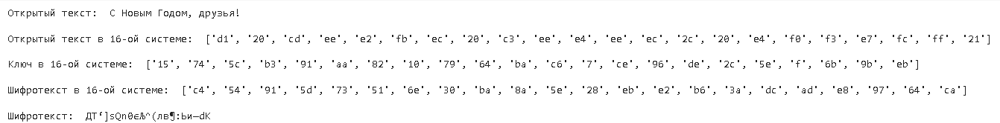 Открытый текст:  С Новым Годом, друзья!
Открытый текст в 16-ой системе:  ['d1', '20', 'cd', 'ee', 'e2', 'fb', 'ec', '20', 'c3', 'ee', 'e4', 'ee', 'ec', '2c', '20', 'e4', 'f0', 'f3', 'e7', 'fc', 'ff', '21']
Ключ в 16-ой системе:  ['15', '74', '5c', 'b3', '91', 'aa', '82', '10', '79', '64', 'ba', 'c6', '7', 'ce', '96', 'de', '2c', '5e', 'f', '6b', '9b', 'eb']
Шифротекст в 16-ой системе:  ['c4', '54', '91', '5d', '73', '51', '6e', '30', 'ba', '8a', '5e', '28', 'eb', 'e2', 'b6', '3a', 'dc', 'ad', 'e8', '97', '64', 'ca']
Шифротекст:  ДT‘]sQn0єЉ^(лв¶:Ьи—dК